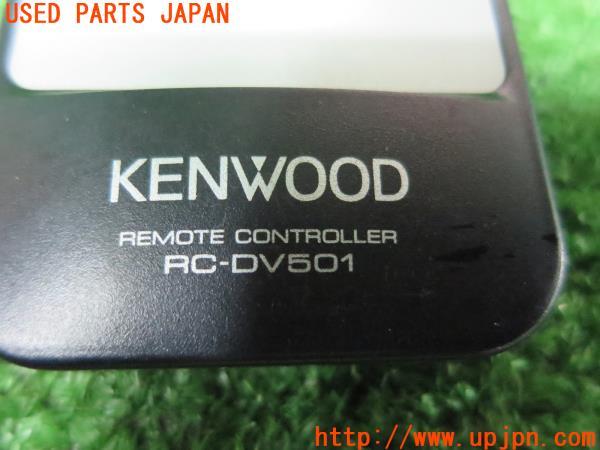 USED PARTS JAPAN
KENWOOD
REMOTE CONTROLLER
RC-DV501
http://www.upjpn.com